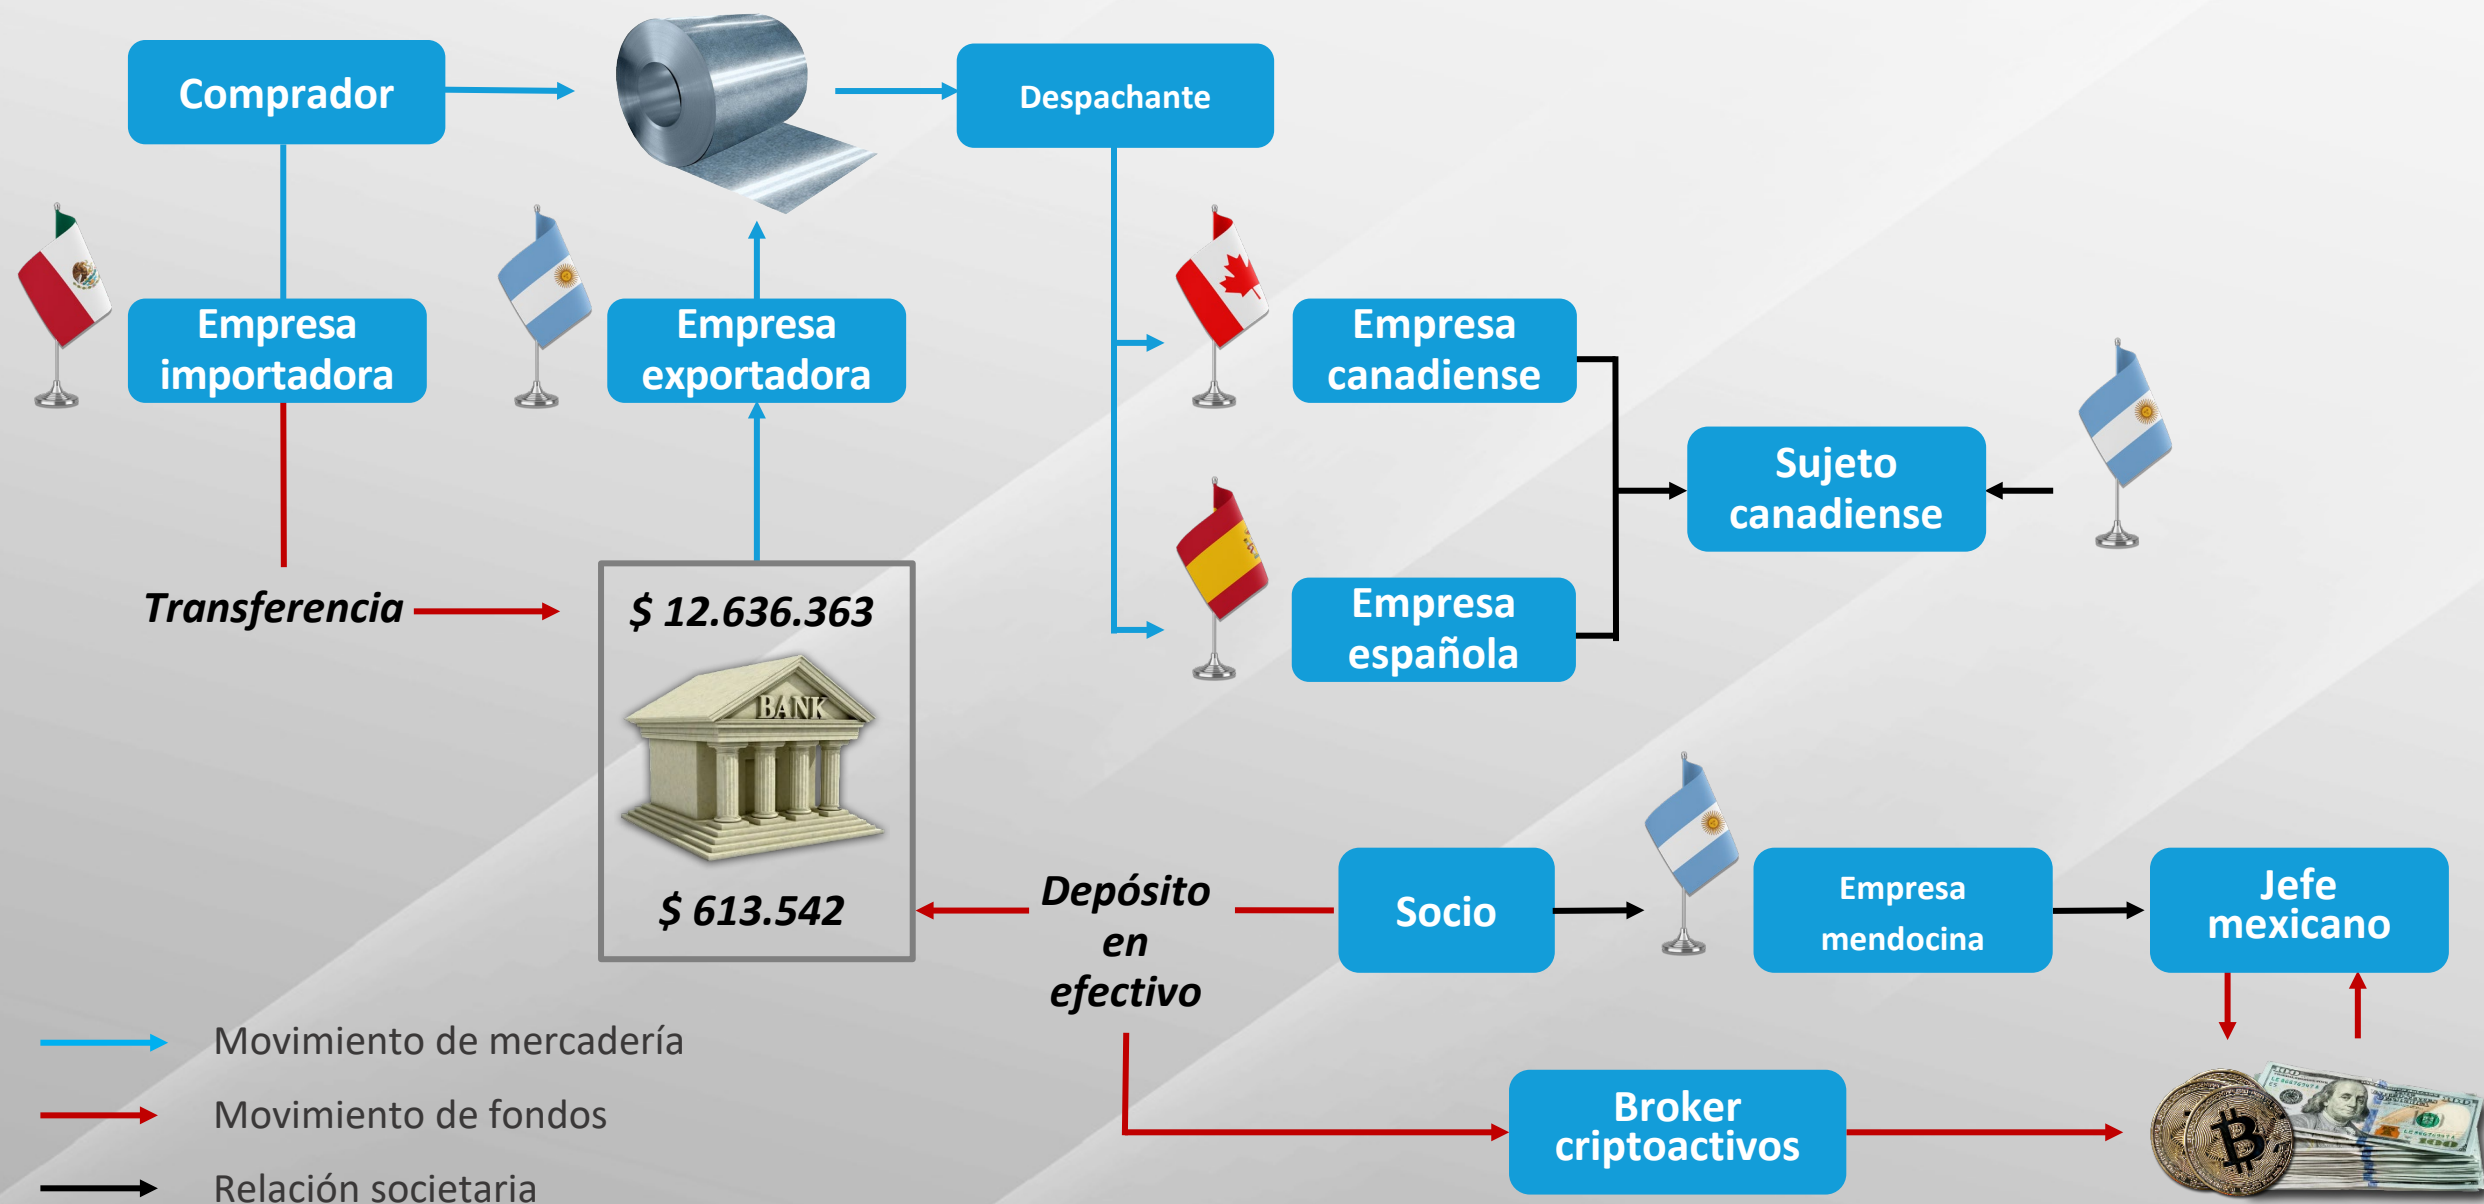 Comprador
Despachante
Empresa
importadora
Empresa
exportadora
Empresa
canadiense
Sujeto
canadiense
Transferencia
$ 12.636.363
BANK
Empresa
española
$ 613.542
Depósito
en
efectivo
Socio
Empresa
mendocina
Jefe
mexicano
Broker
criptoactivos
100
Movimiento de mercadería
Movimiento de fondos
Relación societaria